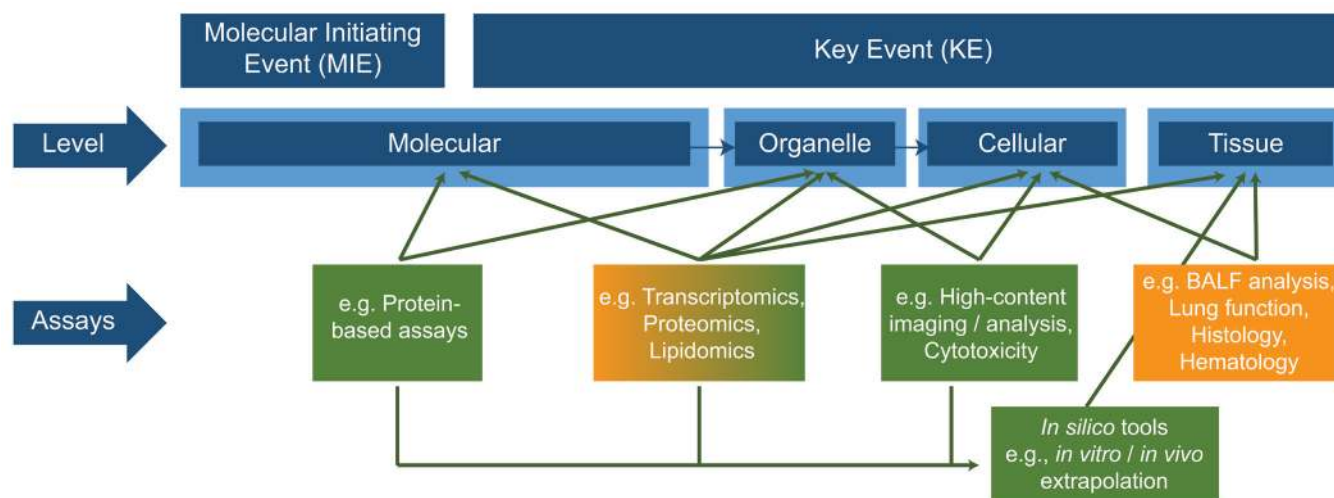 Molecular Initiating
Event (MIE)
Key Event (KE)
Level
Molecular
Organelle
Cellular
Tissue
Assays
e.g. Protein-
based assays
e.g. Transcriptomics,
Proteomics,
Lipidomics
e.g. High-content
imaging / analysis,
Cytotoxicity
e.g. BALF analysis,
Lung function,
Histology,
Hematology
In silico tools
e.g., in vitro / in vivo
extrapolation